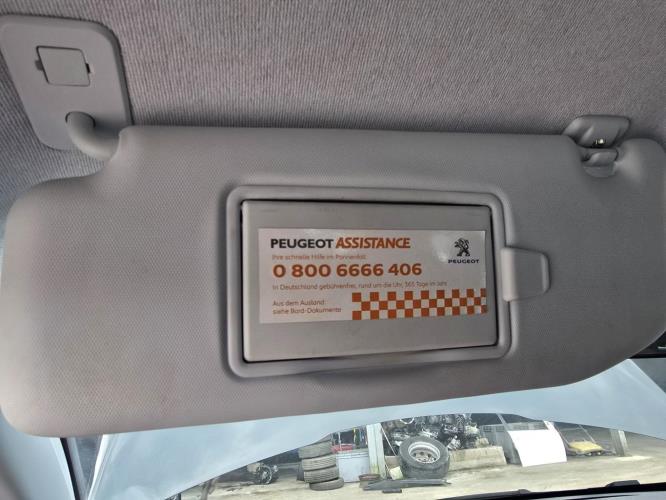 PEUGEOT ASSISTANCE
Ihre schnelle Hilfe im Pannenfall:
0 800 6666 406
In Deutschland gebührenfrei, rund um die Uhr, 365 Tage im Jahr.
Aus dem Ausland:
siehe Bord-Dokumente
PEUGEOT